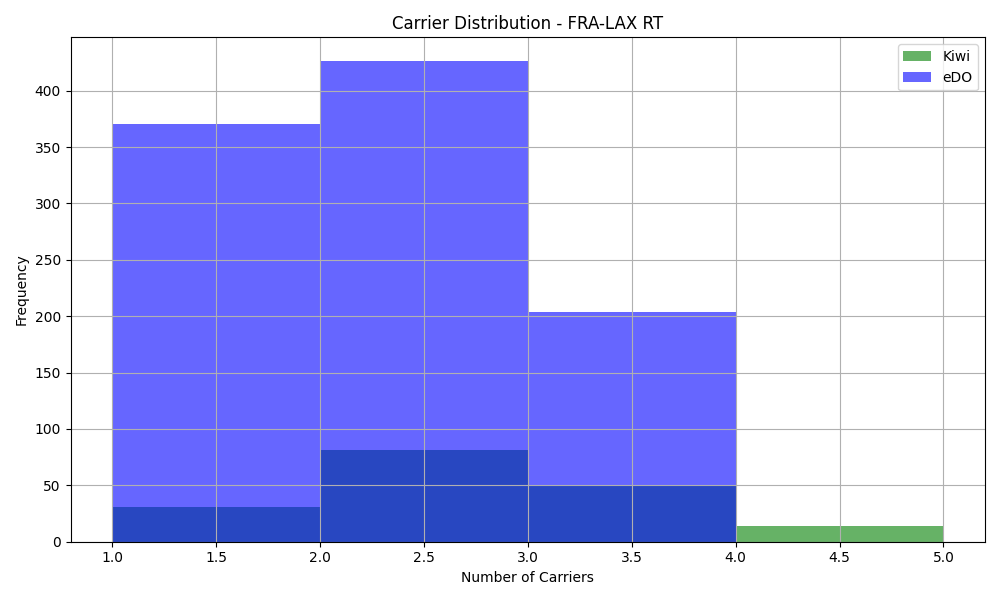 Carrier Distribution - FRA-LAX RT
Kiwi
eDO
400
350
300
250
200
150
100
50
0
Frequency
1.0 1.5 2.0 2.5 3.0 3.5 4.0 4.5 5.0
Number of Carriers